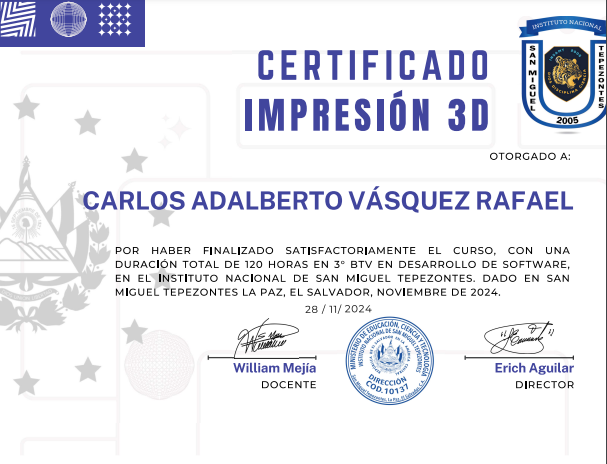 INSTITUTO NACIONAL
SAN MIGUEL
TEPEZONTES
2005
CERTIFICADO
IMPRESIÓN 3D
OTORGADO A:
CARLOS ADALBERTO VÁSQUEZ RAFAEL
POR HABER FINALIZADO SATISFACTORIAMENTE EL CURSO, CON UNA
DURACIÓN TOTAL DE 120 HORAS EN 3° BTV EN DESARROLLO DE SOFTWARE,
EN EL INSTITUTO NACIONAL DE SAN MIGUEL TEPEZONTES. DADO EN SAN
MIGUEL TEPEZONTES LA PAZ, EL SALVADOR, NOVIEMBRE DE 2024.
28 / 11/ 2024
MINISTERIO DE EDUCACIÓN, CIENCIA Y TECNOLOGÍA
INSTITUTO NACIONAL DE SAN MIGUEL TEPEZONTES
DIRECCIÓN
COD.10137
William Mejía
DOCENTE
Erich Aguilar
DIRECTOR